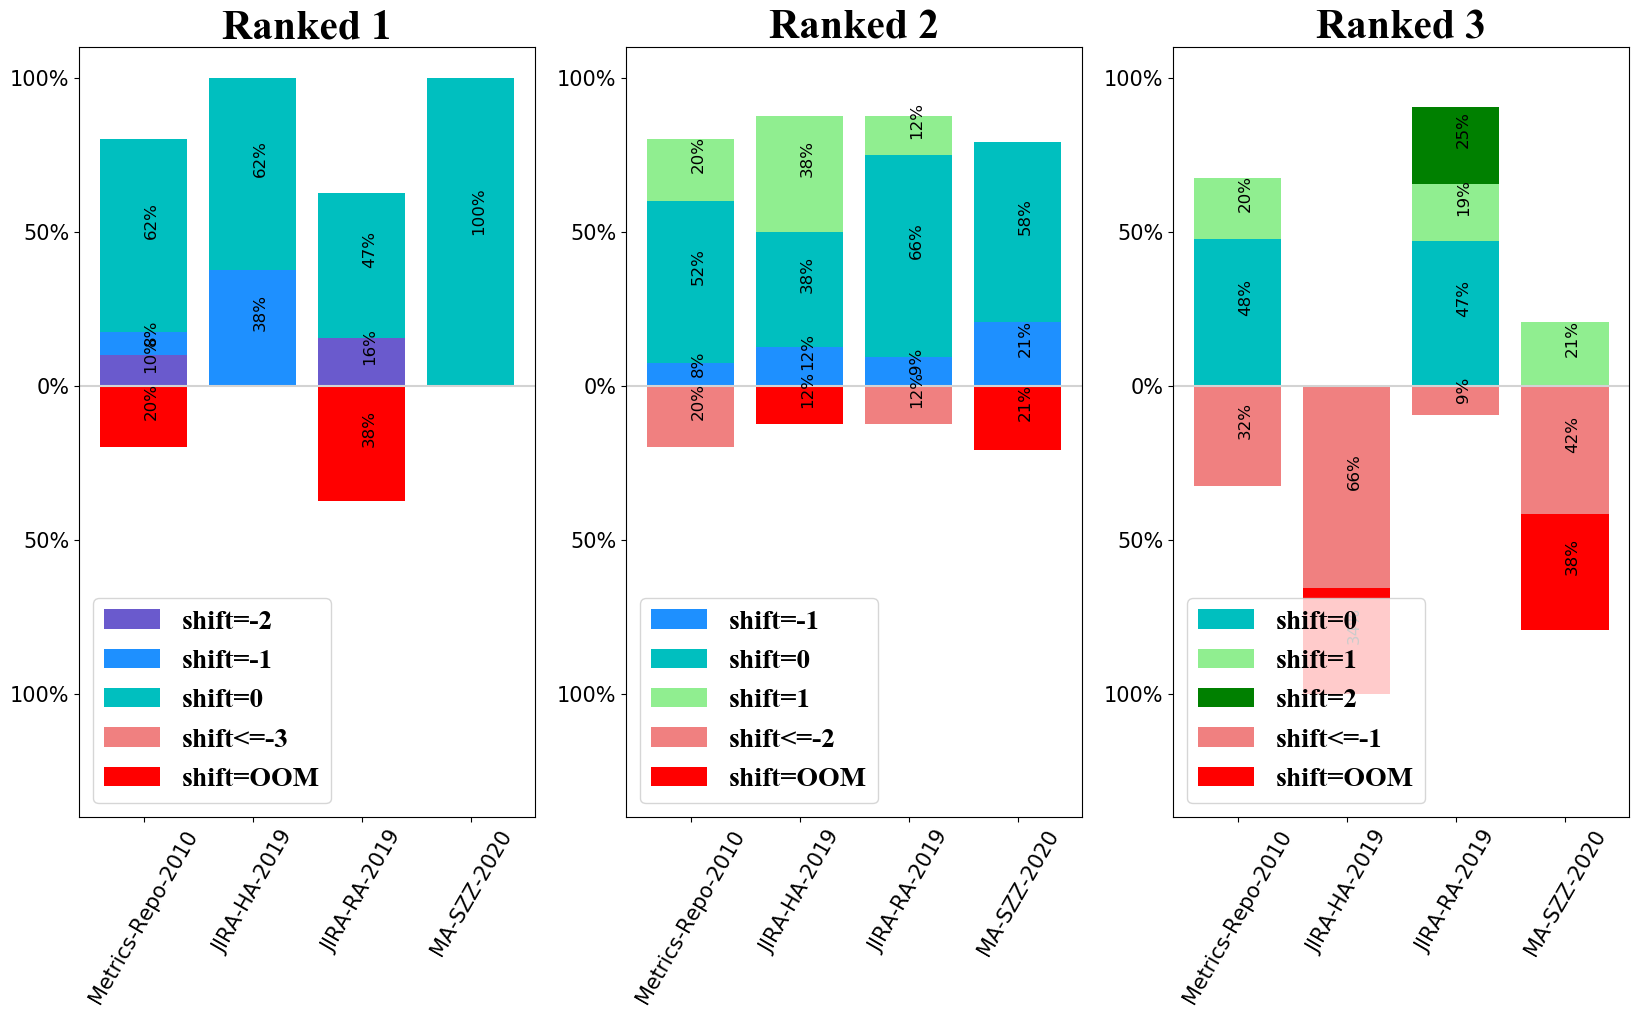 Ranked 1
100%
50%
0%
50%
100%
62%
8%
10%
20%
62%
38%
47%
16%
38%
100%
shift=-2
shift=-1
shift=0
shift<=-3
shift=OOM
Metrics-Repo-2010
JIRA-HA-2019
JIRA-RA-2019
MA-SZZ-2020
Ranked 2
100%
50%
0%
50%
100%
20%
52%
8%
20%
38%
38%
12%
12%
12%
66%
9%
12%
58%
21%
21%
shift=-1
shift=0
shift=1
shift<=-2
shift=OOM
Metrics-Repo-2010
JIRA-HA-2019
JIRA-RA-2019
MA-SZZ-2020
Ranked 3
100%
50%
0%
50%
100%
20%
48%
32%
66%
34%
25%
19%
47%
9%
21%
42%
38%
shift=0
shift=1
shift=2
shift<=-1
shift=OOM
Metrics-Repo-2010
JIRA-HA-2019
JIRA-RA-2019
MA-SZZ-2020